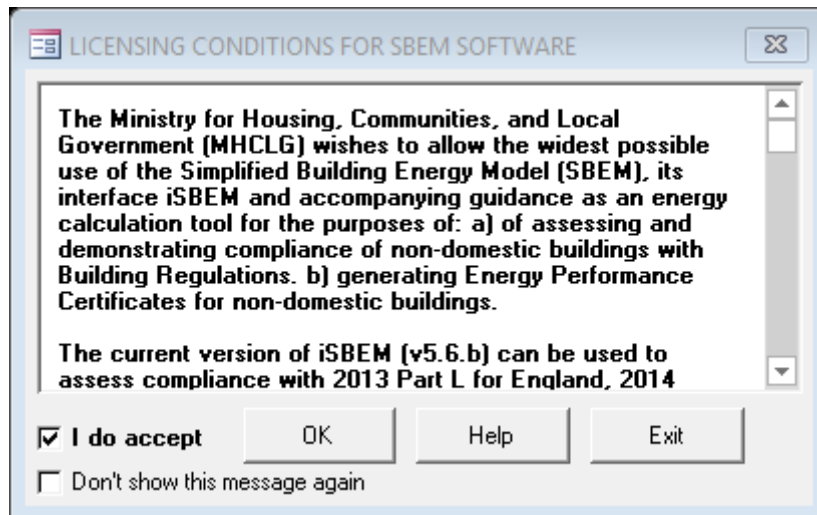 LICENSING CONDITIONS FOR SBEM SOFTWARE
The Ministry for Housing, Communities, and Local
Government (MHCLG) wishes to allow the widest possible
use of the Simplified Building Energy Model (SBEM), its
interface iSBEM and accompanying guidance as an energy
calculation tool for the purposes of: a) of assessing and
demonstrating compliance of non-domestic buildings with
Building Regulations. b) generating Energy Performance
Certificates for non-domestic buildings.
The current version of iSBEM (v5.6.b) can be used to
assess compliance with 2013 Part L for England, 2014
I do accept
OK
Help
Exit
Don't show this message again